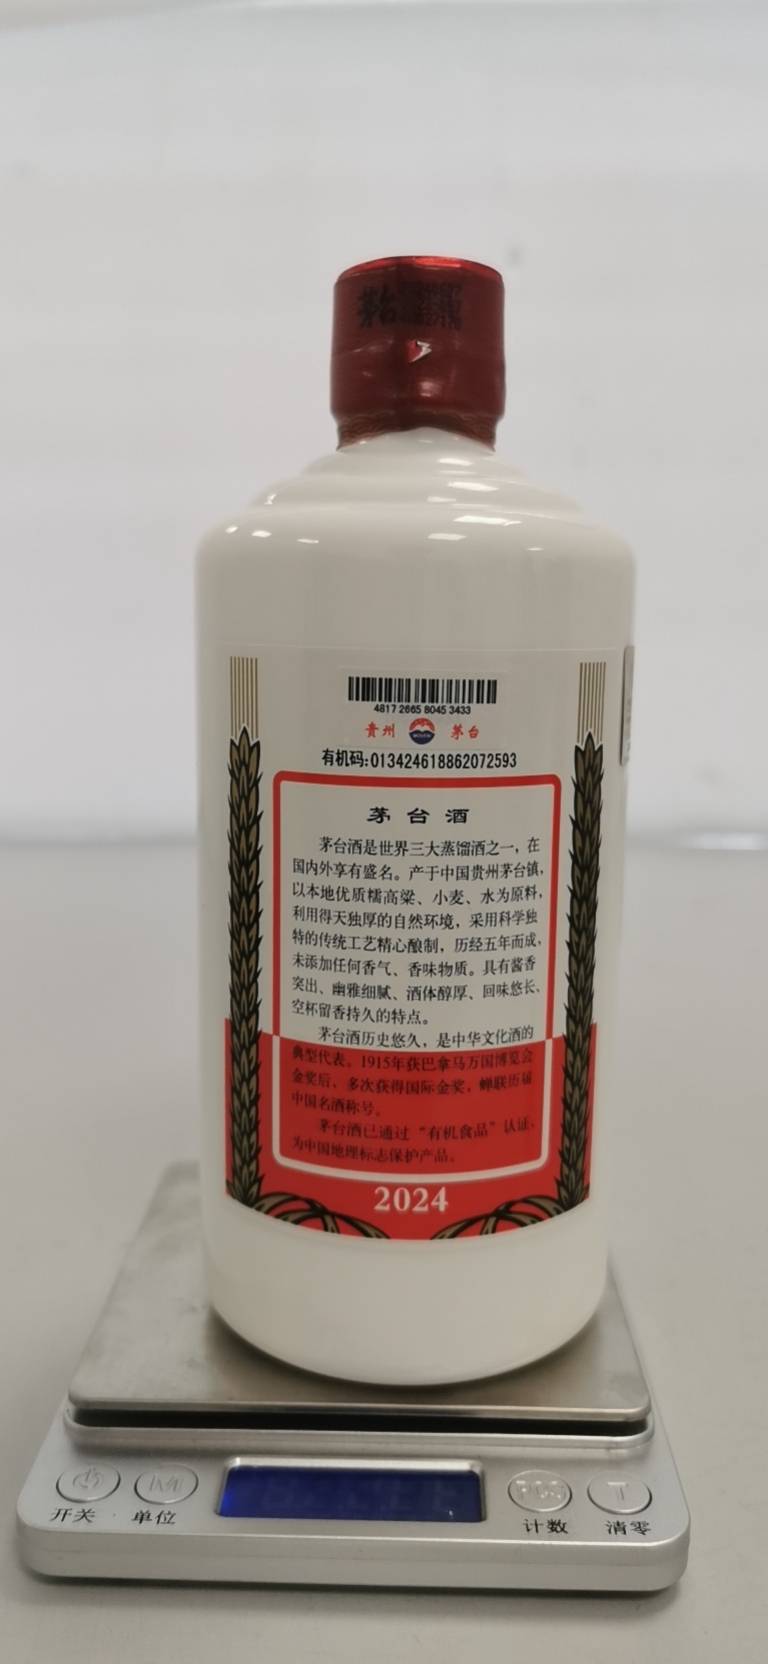 茅台
4817 2665 8045 3433
贵州 茅台
有机码:013424618862072593
茅台酒
茅台酒是世界三大蒸馏酒之一，在
国内外享有盛名。产于中国贵州茅台镇，
以本地优质糯高粱、小麦、水为原料，
利用得天独厚的自然环境，采用科学独
特的传统工艺精心酿制，历经五年而成，
未添加任何香气、香味物质。具有酱香
突出、幽雅细腻、酒体醇厚、回味悠长、
空杯留香持久的特点。
茅台酒历史悠久，是中华文化酒的
典型代表。1915年获巴拿马万国博览会
金奖后，多次获得国际金奖，蝉联历届
中国名酒称号。
茅台酒已通过“有机食品”认证，
为中国地理标志保护产品。
2024
PCS T
开关 单位 计数 清零